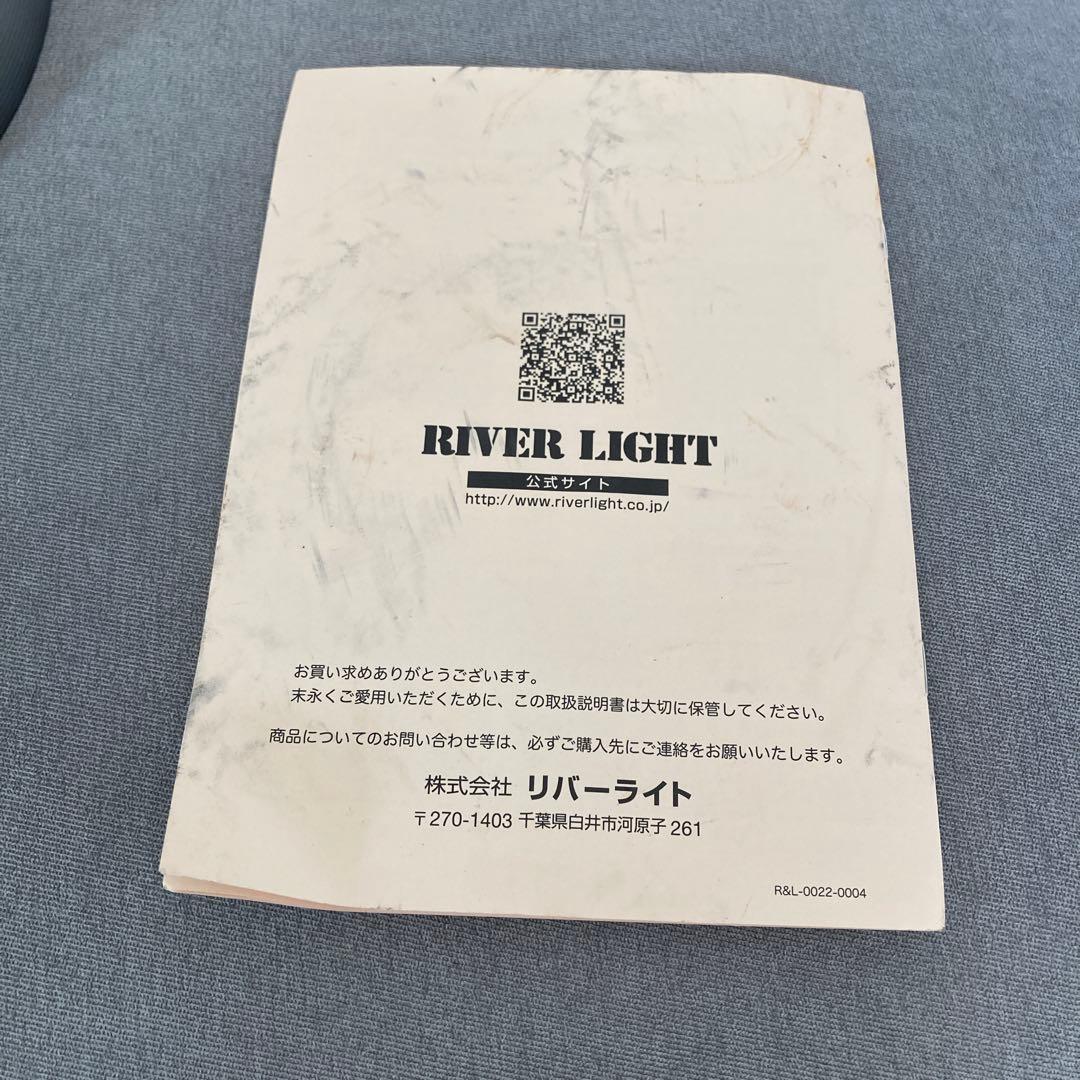 RIVER LIGHT
公式サイト
http://www.riverlight.co.jp/
お買い求めありがとうございます。
末永くご愛用いただくために、この取扱説明書は大切に保管してください。
商品についてのお問い合わせ等は、必ずご購入先にご連絡をお願いいたします。
株式会社 リバーライト
〒270-1403 千葉県白井市河原子 261
R&L-0022-0004